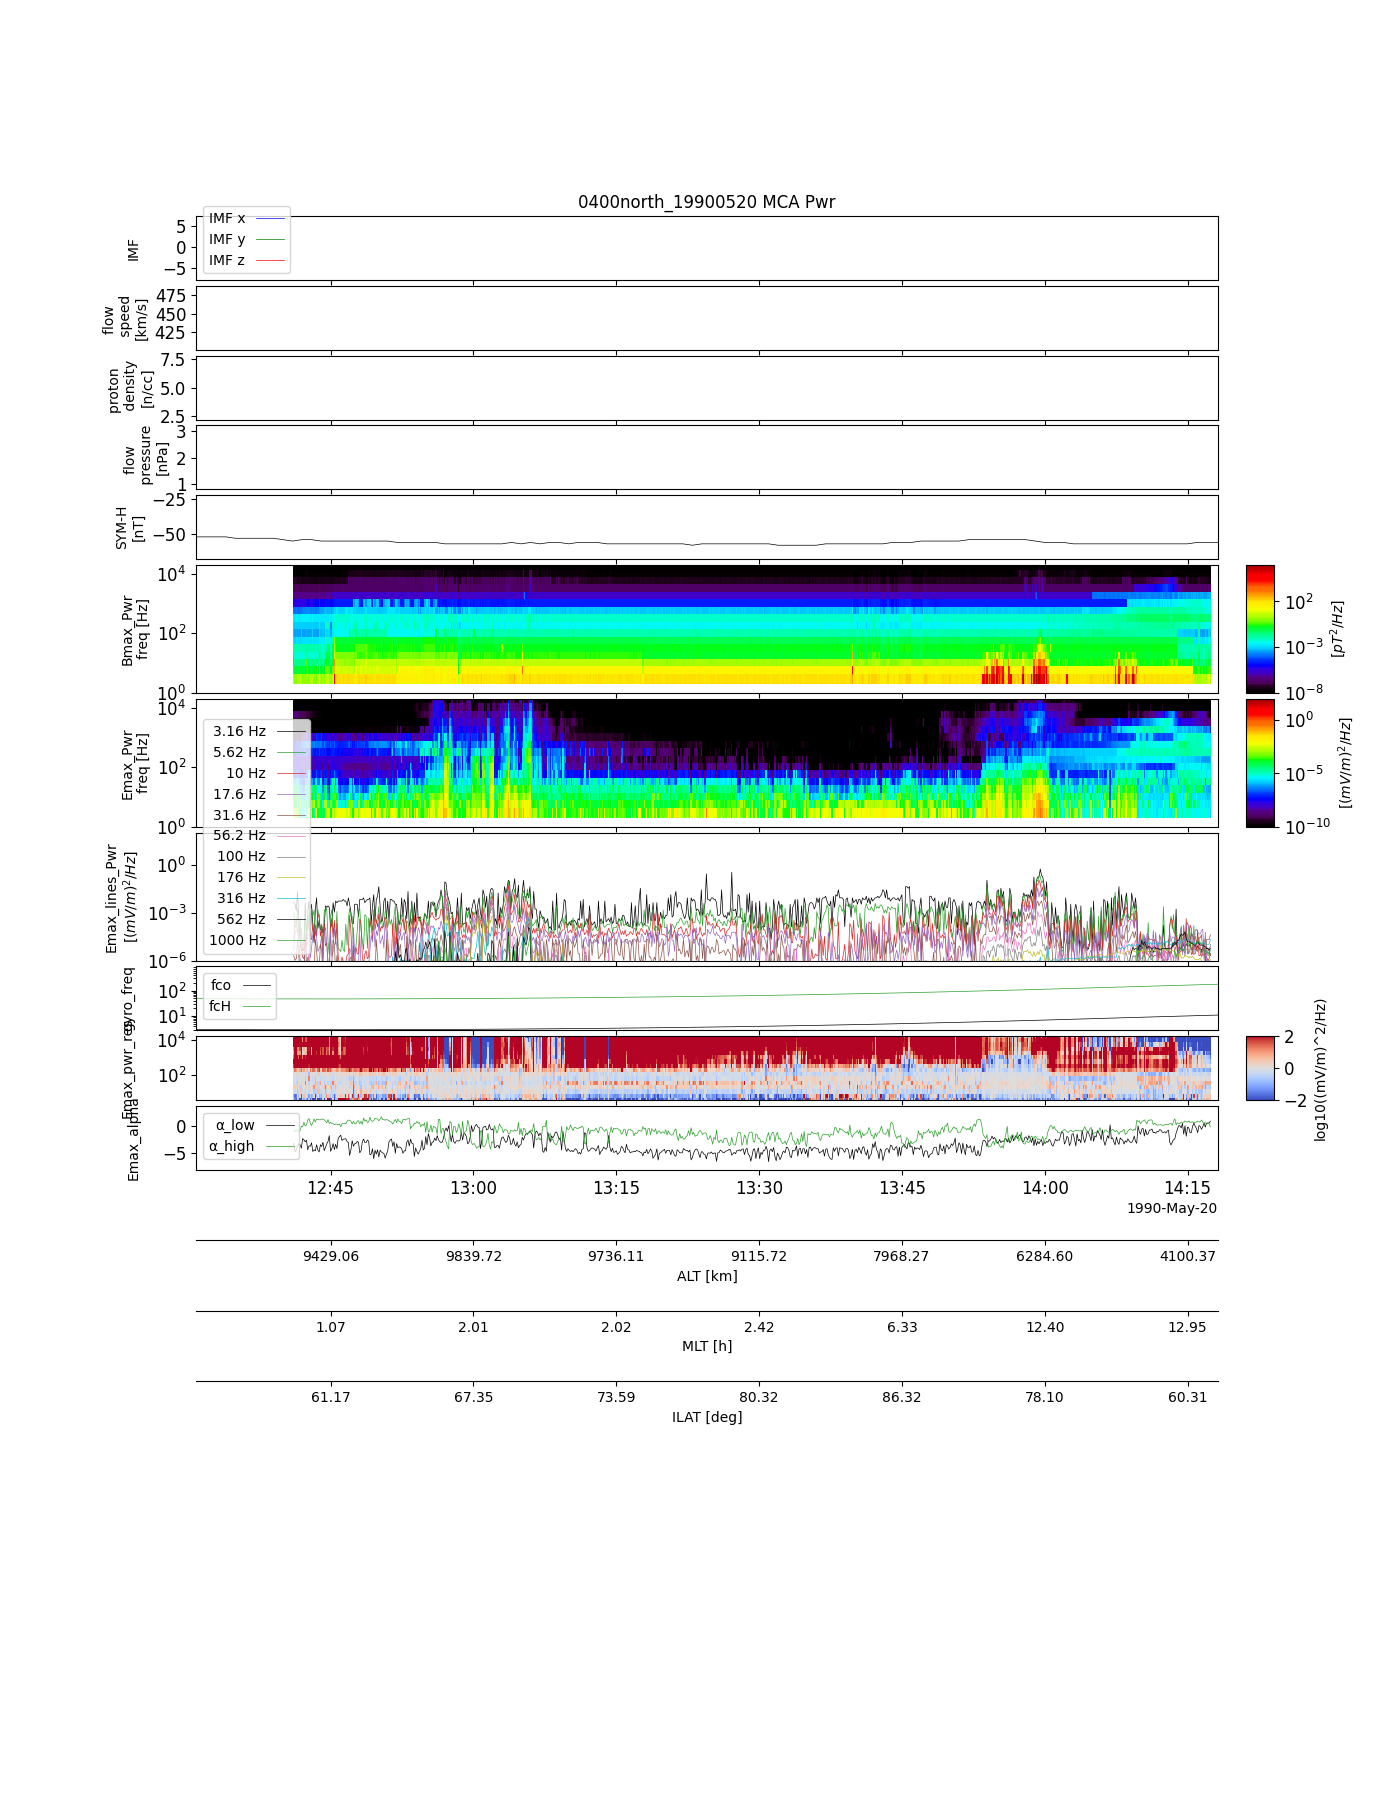 0400north_19900520 MCA Pwr
IMF
5
0
−5
IMF x
IMF y
IMF z
flow
speed
[km/s]
475
450
425
proton
density
[n/cc]
7.5
5.0
2.5
flow
pressure
[nPa]
3
2
1
SYM-H
[nT]
−25
−50
Bmax_Pwr
freq [Hz]
10^4
10^2
10^0
10^2
10^−3
10^−8
[pT^2/Hz]
Emax_Pwr
freq [Hz]
10^4
10^2
10^0
10^0
10^−5
10^−10
[(mV/m)^2/Hz]
3.16 Hz
5.62 Hz
10 Hz
17.6 Hz
31.6 Hz
56.2 Hz
100 Hz
176 Hz
316 Hz
562 Hz
1000 Hz
Emax_lines_Pwr
[(mV/m)^2/Hz]
10^0
10^−3
10^−6
10^2
10^1
fco
fcH
10^4
10^2
2
0
−2
log10((mV/m)^2/Hz)
Emax_alpha
0
−5
α_low
α_high
12:45 13:00 13:15 13:30 13:45 14:00 14:15
1990-May-20
9429.06 9839.72 9736.11 9115.72 7968.27 6284.60 4100.37
ALT [km]
1.07 2.01 2.02 2.42 6.33 12.40 12.95
MLT [h]
61.17 67.35 73.59 80.32 86.32 78.10 60.31
ILAT [deg]